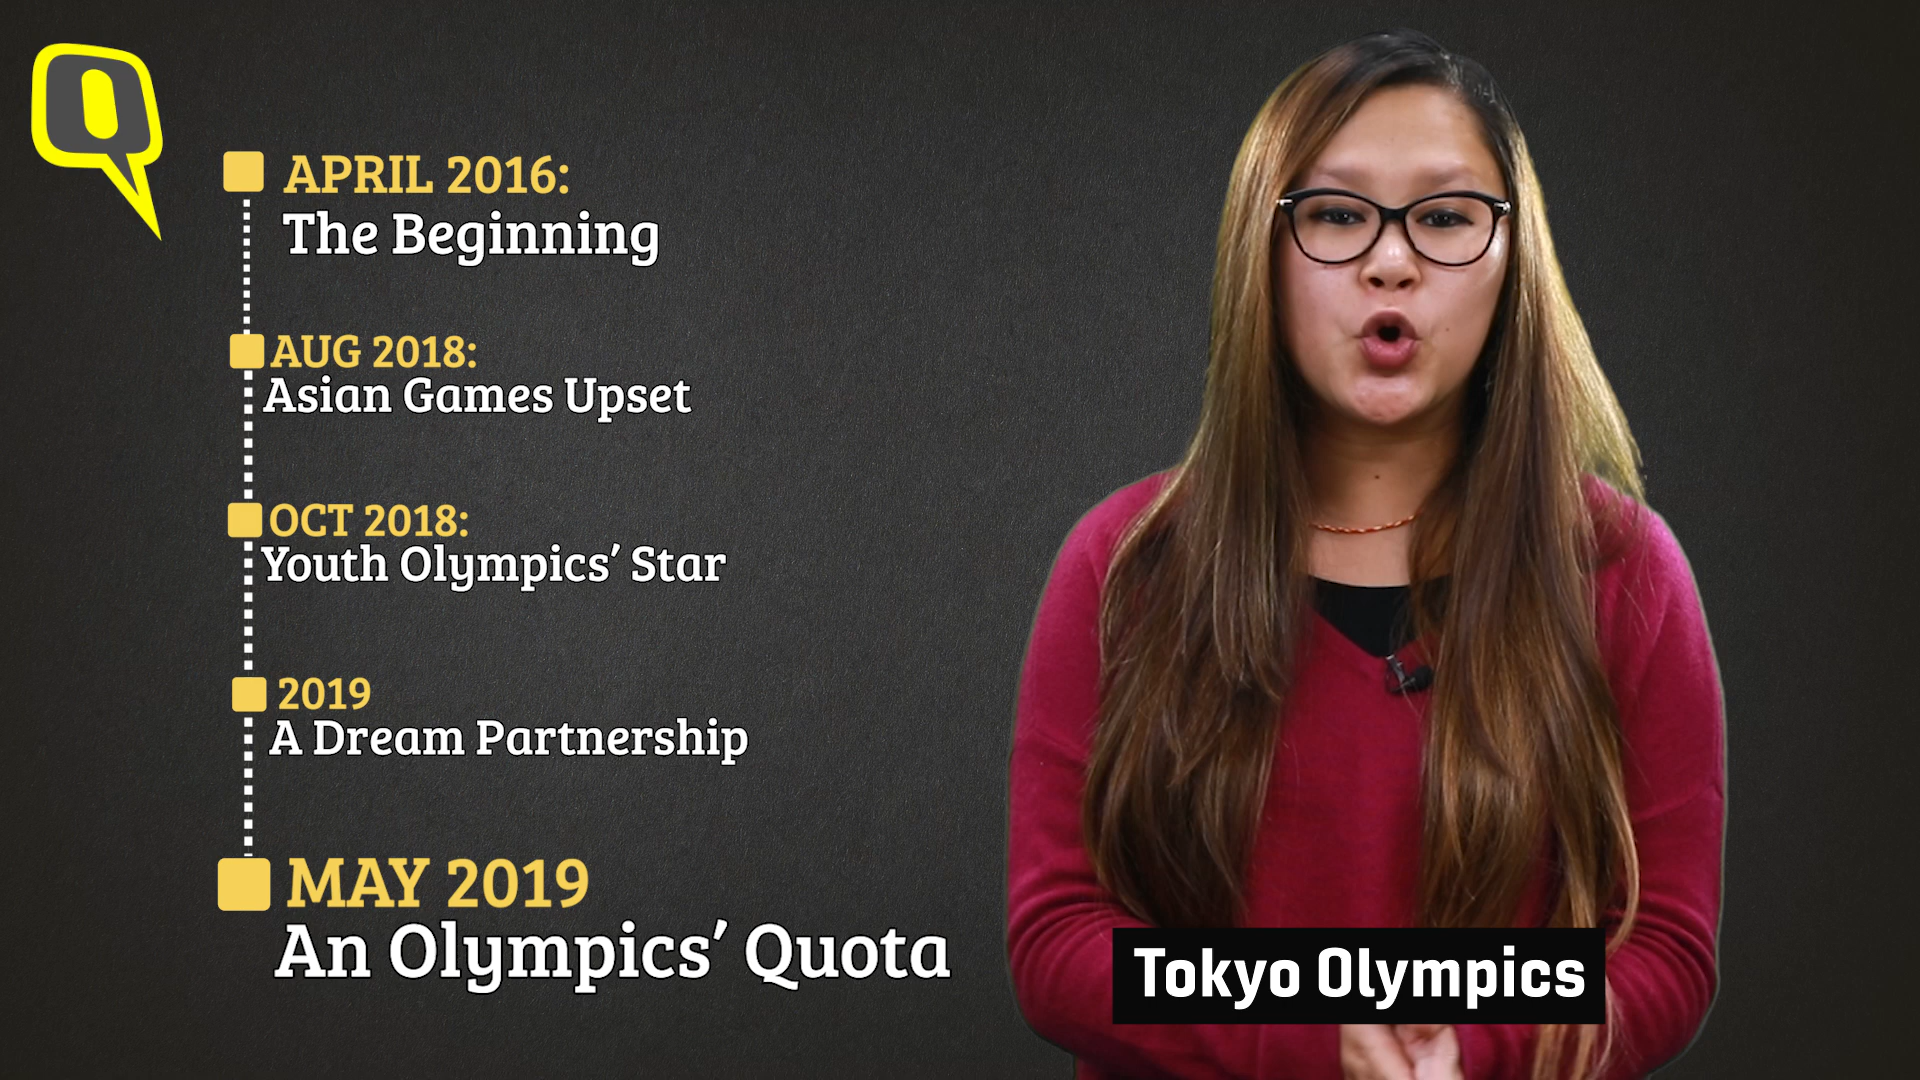 APRIL 2016:
The Beginning
AUG 2018:
Asian Games Upset
OCT 2018:
Youth Olympics’ Star
2019
A Dream Partnership
MAY 2019
An Olympics’ Quota
Tokyo Olympics